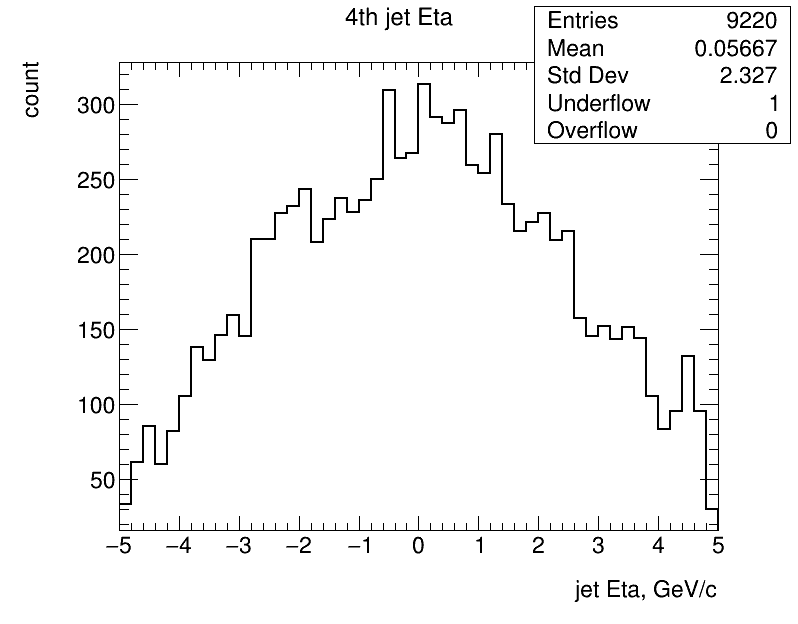 4th jet Eta
Entries 9220
Mean 0.05667
Std Dev 2.327
Underflow 1
Overflow 0
count
300
250
200
150
100
50
−5 −4 −3 −2 −1 0 1 2 3 4 5
jet Eta, GeV/c